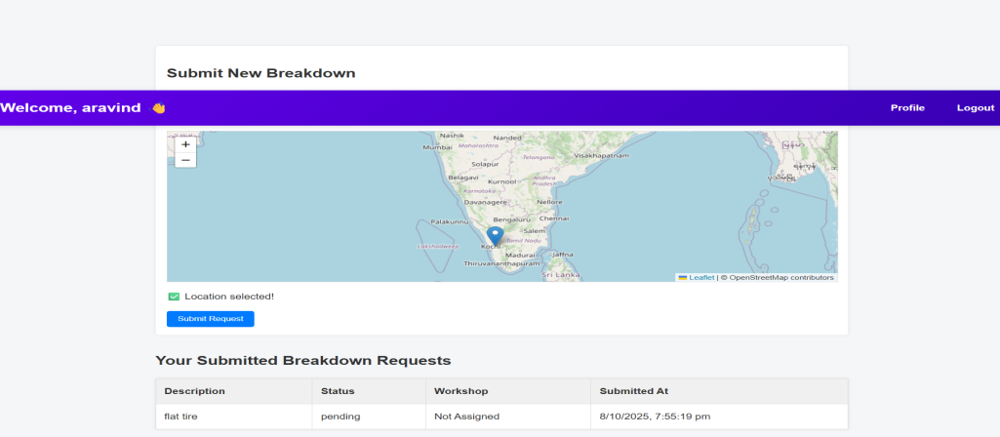 Submit New Breakdown
Welcome, aravind 👋
Profile
Logout
+
−
Nashik
Nanded
Mumbai
Maharashtra
Telangana
Visakhapatnam
Solapur
Belagavi
Kurnool
Andhra
Pradesh
Karnataka
Davanagere
Nellore
Palakunnu
Bengaluru
Chennai
Salem
Lakshadweep
Kochi
Tamil Nadu
Madurai
Jaffna
Thiruvananthapuram
Sri Lanka
Leaflet | © OpenStreetMap contributors
Location selected!
Submit Request
Your Submitted Breakdown Requests
Description Status Workshop Submitted At
flat tire pending Not Assigned 8/10/2025, 7:55:19 pm